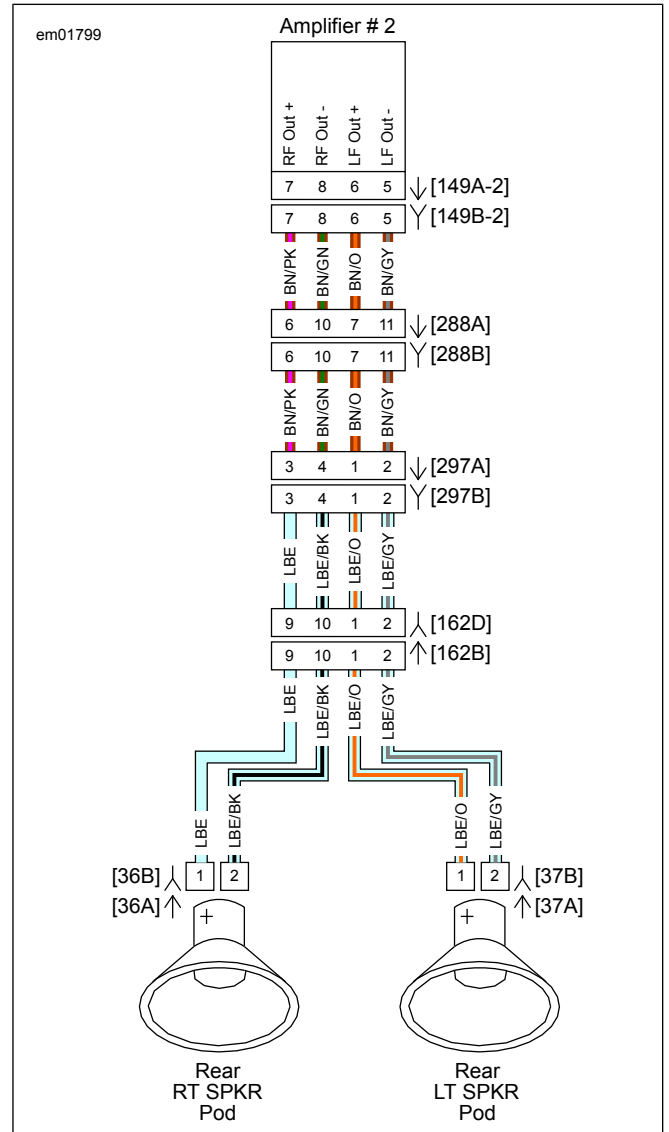 em01799
Amplifier # 2
RF Out +
RF Out -
LF Out +
LF Out -
7 8 6 5 [149A-2]
7 8 6 5 [149B-2]
BN/PK
BN/GN
BN/O
BN/GY
6 10 7 11 [288A]
6 10 7 11 [288B]
BN/PK
BN/GN
BN/O
BN/GY
3 4 1 2 [297A]
3 4 1 2 [297B]
LBE
LBE/BK
LBE/O
LBE/GY
9 10 1 2 [162D]
9 10 1 2 [162B]
LBE
LBE/BK
LBE/O
LBE/GY
LBE
LBE/BK
LBE/O
LBE/GY
[36B] 1 2
1 2 [37B]
[36A]
[37A]
+
+
Rear
RT SPKR
Pod
Rear
LT SPKR
Pod